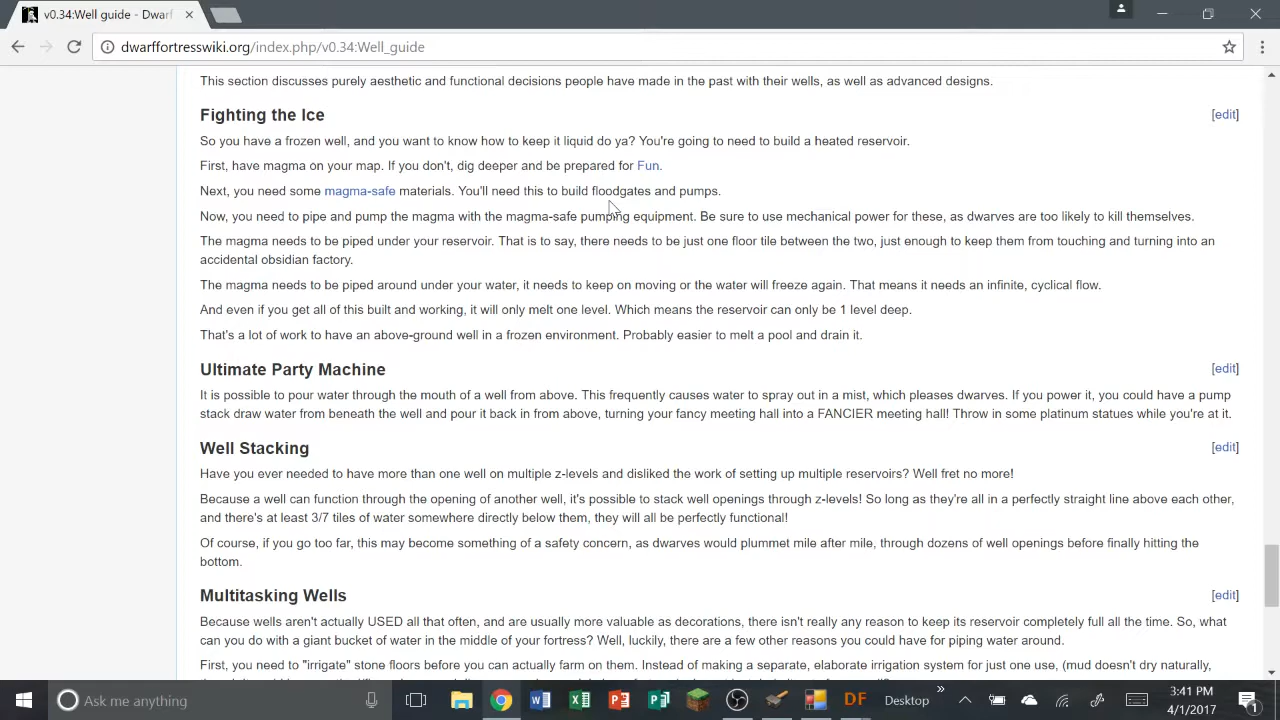 v0.34:Well guide - Dwarf
dwarffortresswiki.org/index.php/v0.34:Well_guide
This section discusses purely aesthetic and functional decisions people have made in the past with their wells, as well as advanced designs.
Fighting the Ice
[edit]
So you have a frozen well, and you want to know how to keep it liquid do ya? You're going to need to build a heated reservoir.
First, have magma on your map. If you don't, dig deeper and be prepared for Fun.
Next, you need some magma-safe materials. You'll need this to build floodgates and pumps.
Now, you need to pipe and pump the magma with the magma-safe pumping equipment. Be sure to use mechanical power for these, as dwarves are too likely to kill themselves.
The magma needs to be piped under your reservoir. That is to say, there needs to be just one floor tile between the two, just enough to keep them from touching and turning into an
accidental obsidian factory.
The magma needs to be piped around under your water, it needs to keep on moving or the water will freeze again. That means it needs an infinite, cyclical flow.
And even if you get all of this built and working, it will only melt one level. Which means the reservoir can only be 1 level deep.
That's a lot of work to have an above-ground well in a frozen environment. Probably easier to melt a pool and drain it.
Ultimate Party Machine
[edit]
It is possible to pour water through the mouth of a well from above. This frequently causes water to spray out in a mist, which pleases dwarves. If you power it, you could have a pump
stack draw water from beneath the well and pour it back in from above, turning your fancy meeting hall into a FANCIER meeting hall! Throw in some platinum statues while you're at it.
Well Stacking
[edit]
Have you ever needed to have more than one well on multiple z-levels and disliked the work of setting up multiple reservoirs? Well fret no more!
Because a well can function through the opening of another well, it's possible to stack well openings through z-levels! So long as they're all in a perfectly straight line above each other,
and there's at least 3/7 tiles of water somewhere directly below them, they will all be perfectly functional!
Of course, if you go too far, this may become something of a safety concern, as dwarves would plummet mile after mile, through dozens of well openings before finally hitting the
bottom.
Multitasking Wells
[edit]
Because wells aren't actually USED all that often, and are usually more valuable as decorations, there isn't really any reason to keep its reservoir completely full all the time. So, what
can you do with a giant bucket of water in the middle of your fortress? Well, luckily, there are a few other reasons you could have for piping water around.
First, you need to "irrigate" stone floors before you can actually farm on them. Instead of making a separate, elaborate irrigation system for just one use, (mud doesn't dry naturally,
Ask me anything
DF
Desktop
3:41 PM
4/1/2017
1